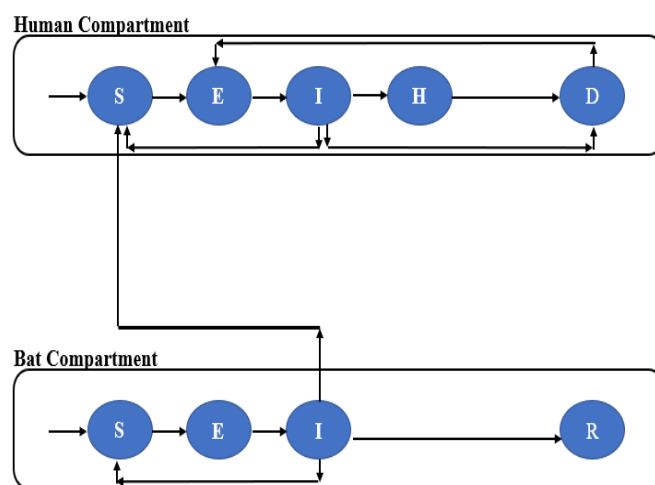 Human Compartment
S E I H D
Bat Compartment
S E I R